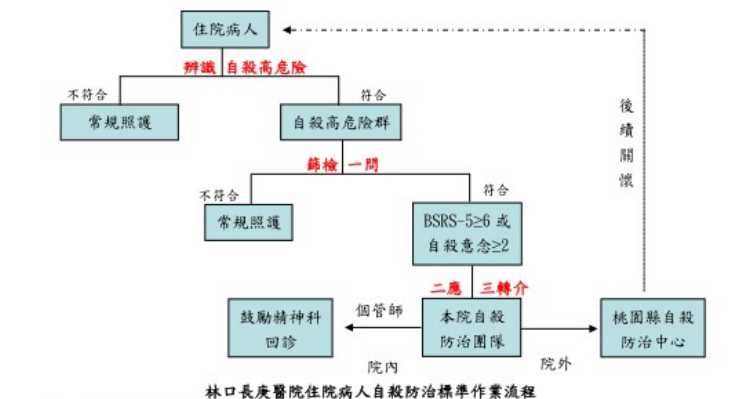 住院病人
辨識 自殺高危險
不符合
符合
常規照護
自殺高危險群
篩檢 一問
不符合
符合
常規照護
BSRS-5≥6 或
自殺意念≥2
二應 三轉介
鼓勵精神科
回診
個管師
院內
本院自殺
防治團隊
院外
桃園縣自殺
防治中心
後
續
關
懷
林口長庚醫院住院病人自殺防治標準作業流程